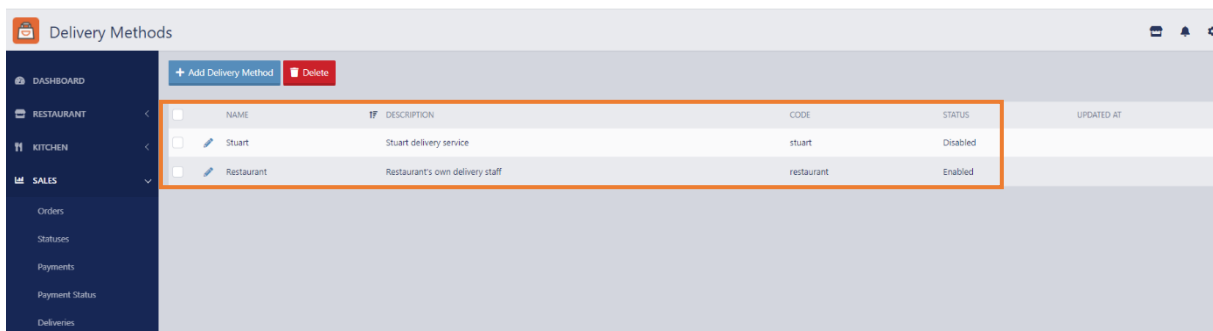 Delivery Methods
DASHBOARD
RESTAURANT
KITCHEN
SALES
Orders
Statuses
Payments
Payment Status
Deliveries
+ Add Delivery Method Delete
NAME DESCRIPTION CODE STATUS UPDATED AT
Stuart Stuart delivery service stuart Disabled
Restaurant Restaurant's own delivery staff restaurant Enabled